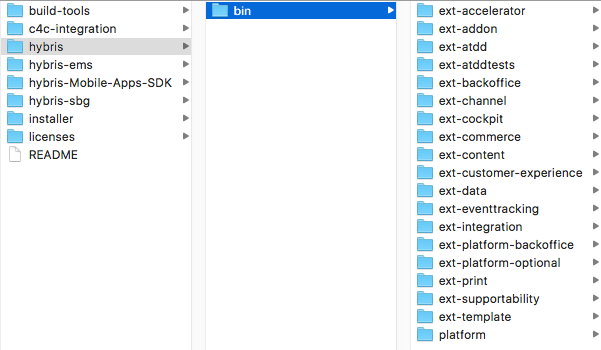 build-tools
c4c-integration
hybris
hybris-ems
hybris-Mobile-Apps-SDK
hybris-sbg
installer
licenses
README
bin
ext-accelerator
ext-addon
ext-atdd
ext-atddtests
ext-backoffice
ext-channel
ext-cockpit
ext-commerce
ext-content
ext-customer-experience
ext-data
ext-eventtracking
ext-integration
ext-platform-backoffice
ext-platform-optional
ext-print
ext-supportability
ext-template
platform